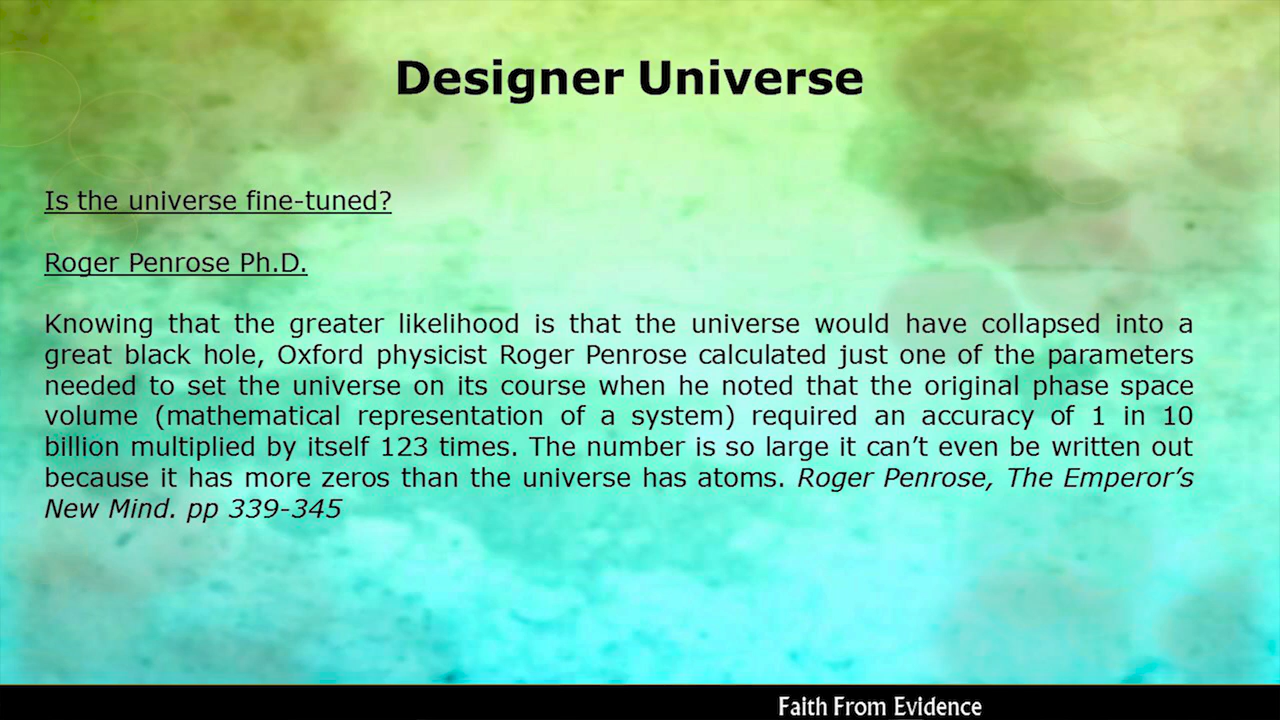 Designer Universe
Is the universe fine-tuned?
Roger Penrose Ph.D.
Knowing that the greater likelihood is that the universe would have collapsed into a
great black hole, Oxford physicist Roger Penrose calculated just one of the parameters
needed to set the universe on its course when he noted that the original phase space
volume (mathematical representation of a system) required an accuracy of 1 in 10
billion multiplied by itself 123 times. The number is so large it can’t even be written out
because it has more zeros than the universe has atoms. Roger Penrose, The Emperor’s
New Mind. pp 339-345
Faith From Evidence